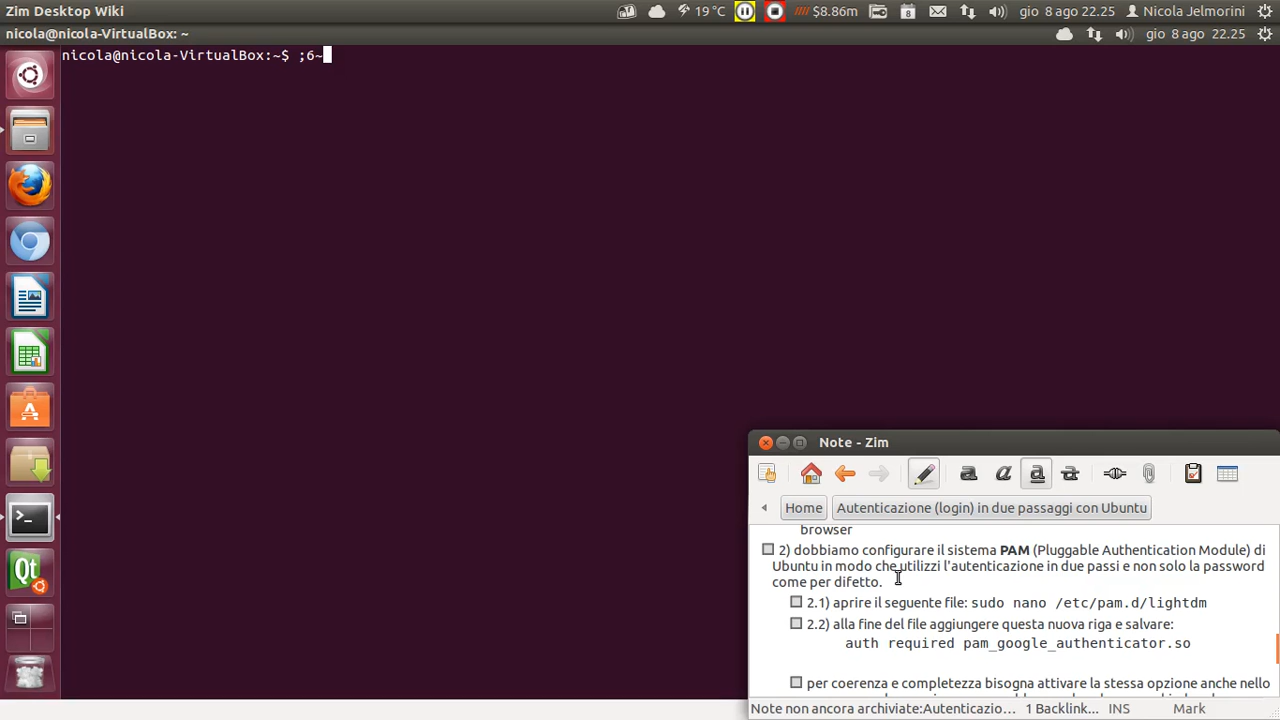 Zim Desktop Wiki
19 °C
$8.86m
8
gio 8 ago 22.25
Nicola Jelmorini
nicola@nicola-VirtualBox: ~
gio 8 ago 22.25
nicola@nicola-VirtualBox:~$ ;6~
Note - Zim
Home
Autenticazione (login) in due passaggi con Ubuntu
browser
2) dobbiamo configurare il sistema PAM (Pluggable Authentication Module) di
Ubuntu in modo che utilizzi l'autenticazione in due passi e non solo la password
come per difetto.
2.1) aprire il seguente file: sudo nano /etc/pam.d/lightdm
2.2) alla fine del file aggiungere questa nuova riga e salvare:
auth required pam_google_authenticator.so
per coerenza e completezza bisogna attivare la stessa opzione anche nello
Note non ancora archiviate:Autenticazio...
1 Backlink...
INS
Mark
Qt